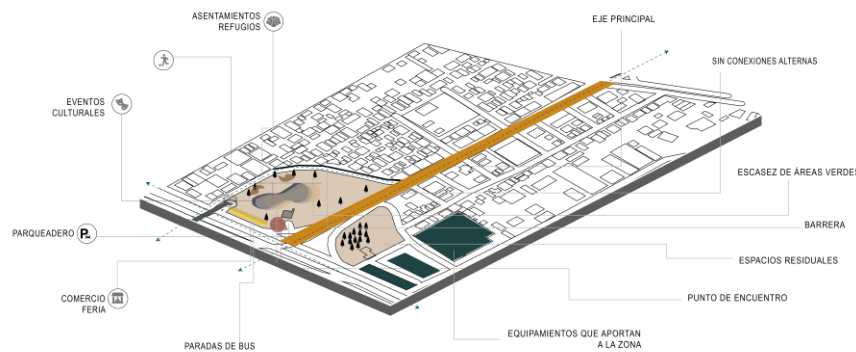 ASENTAMIENTOS
REFUGIOS
EJE PRINCIPAL
SIN CONEXIONES ALTERNAS
EVENTOS
CULTURALES
ESCASEZ DE ÁREAS VERDES
BARRERA
PARQUEADERO
P
ESPACIOS RESIDUALES
COMERCIO
FERIA
PUNTO DE ENCUENTRO
PARADAS DE BUS
EQUIPAMIENTOS QUE APORTAN
A LA ZONA